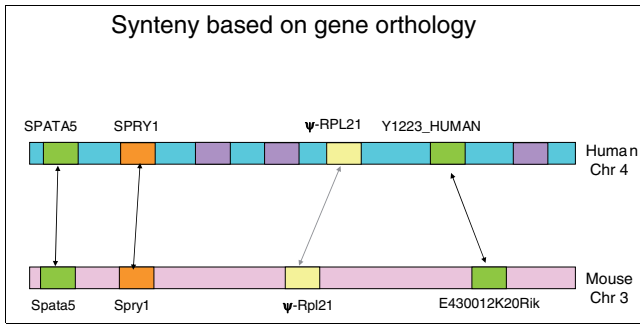 Synteny based on gene orthology
SPATA5 SPRY1 ψ-RPL21 Y1223_HUMAN
Human
Chr 4
Mouse
Chr 3
Spata5 Spry1 ψ-Rpl21 E430012K20Rik